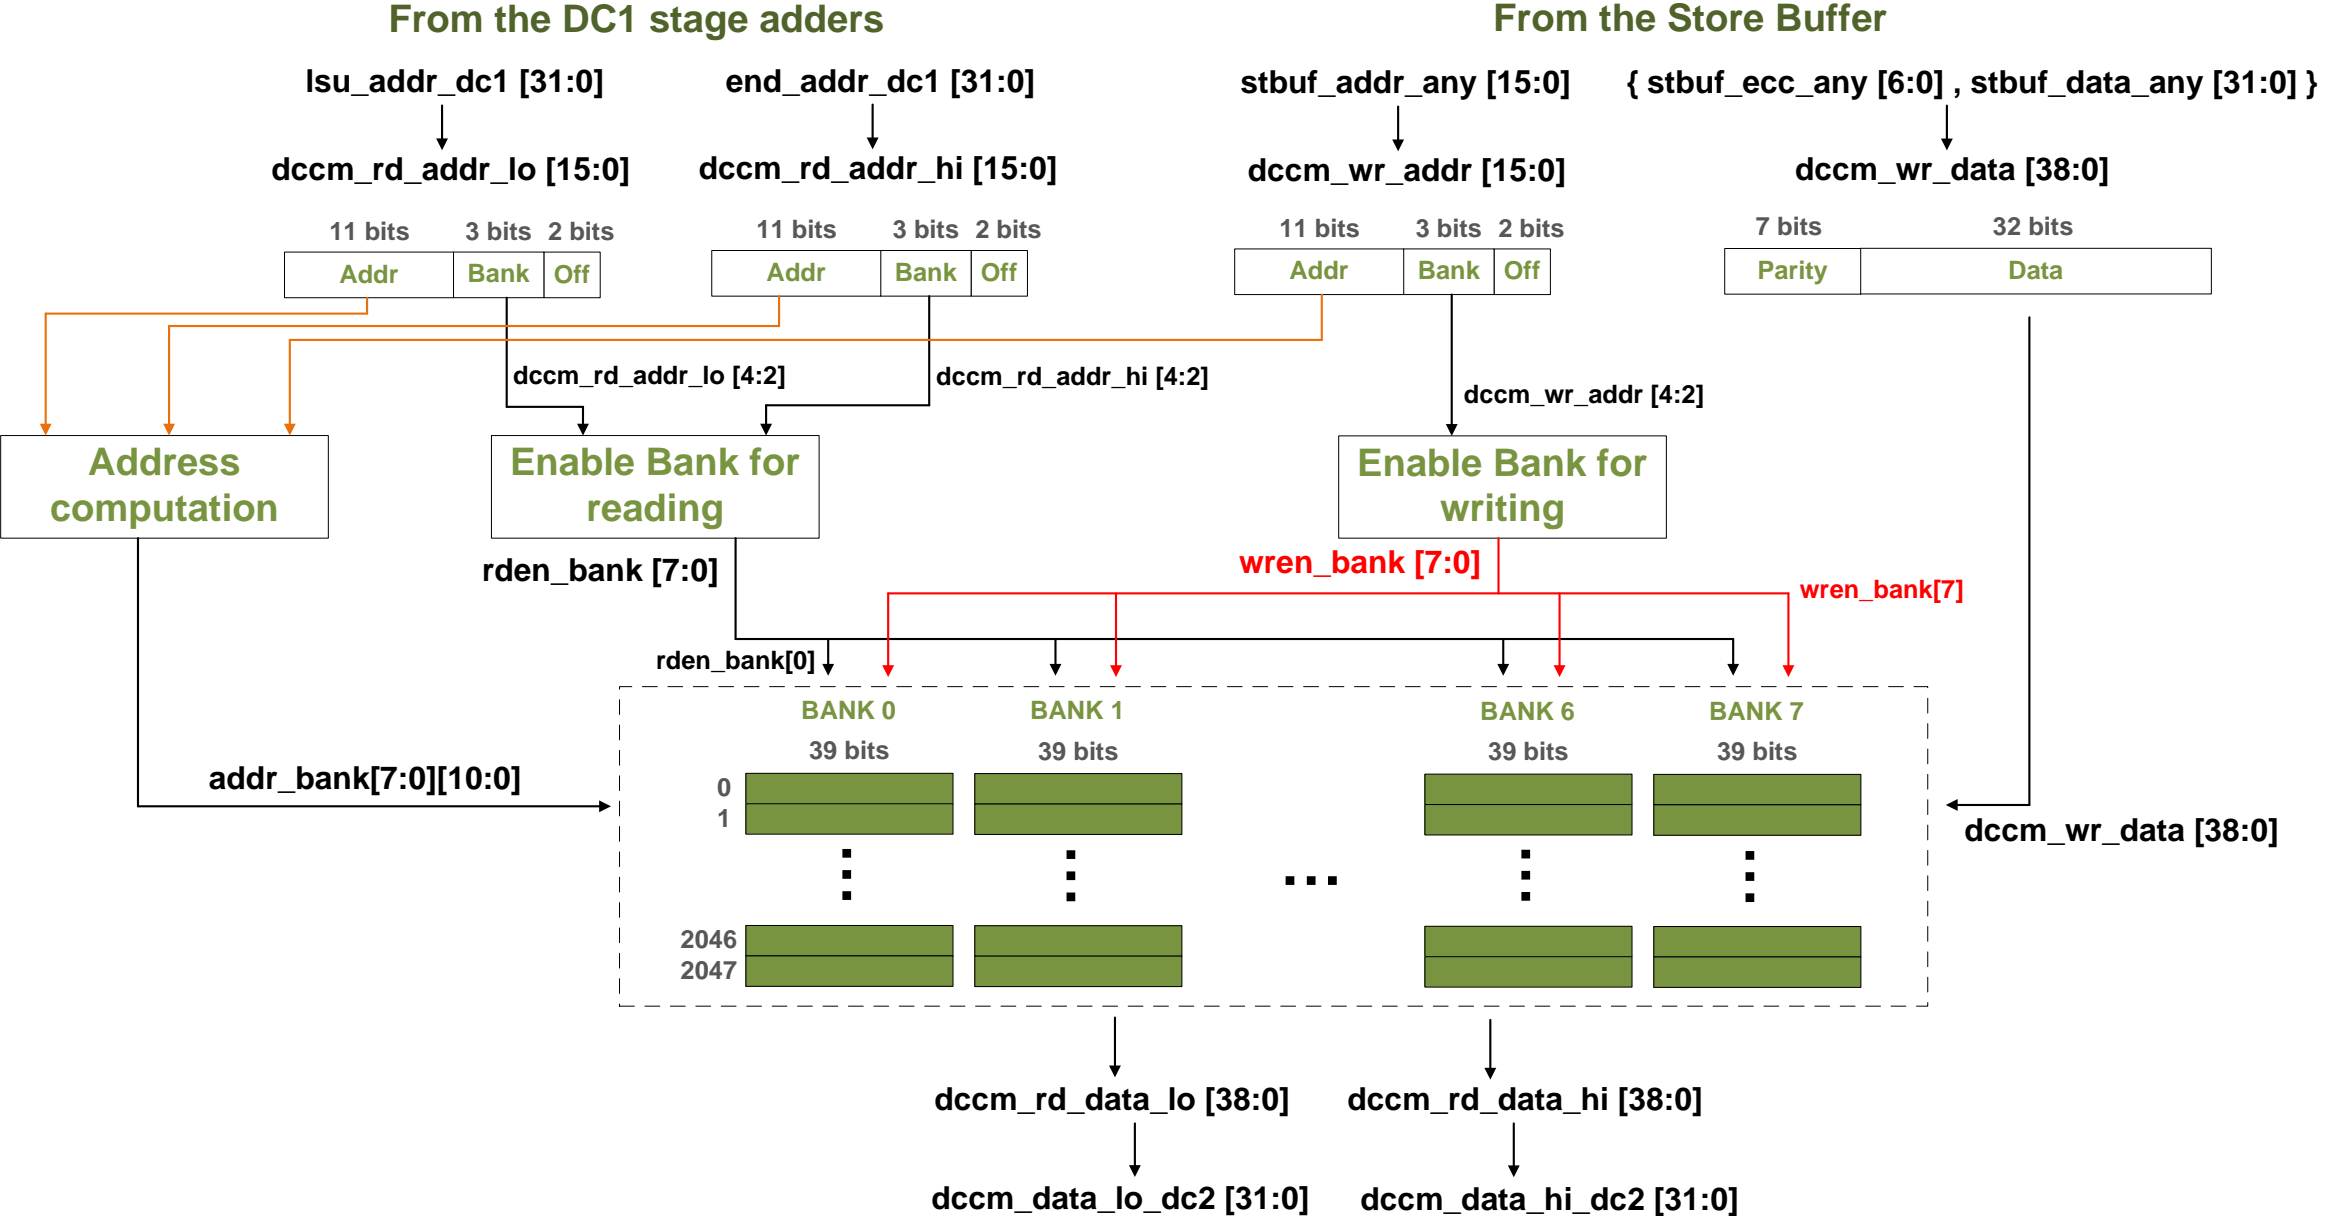 From the DC1 stage adders
From the Store Buffer
lsu_addr_dc1 [31:0]
end_addr_dc1 [31:0]
stbuf_addr_any [15:0]
{ stbuf_ecc_any [6:0] , stbuf_data_any [31:0] }
dccm_rd_addr_lo [15:0]
dccm_rd_addr_hi [15:0]
dccm_wr_addr [15:0]
dccm_wr_data [38:0]
11 bits 3 bits 2 bits
11 bits 3 bits 2 bits
11 bits 3 bits 2 bits
7 bits 32 bits
Addr Bank Off
Addr Bank Off
Addr Bank Off
Parity Data
dccm_rd_addr_lo [4:2]
dccm_rd_addr_hi [4:2]
dccm_wr_addr [4:2]
Address
computation
Enable Bank for
reading
Enable Bank for
writing
rden_bank [7:0]
wren_bank [7:0]
wren_bank[7]
rden_bank[0]
BANK 0
BANK 1
BANK 6
BANK 7
39 bits
39 bits
39 bits
39 bits
addr_bank[7:0][10:0]
0
1
dccm_wr_data [38:0]
...
2046
2047
dccm_rd_data_lo [38:0]
dccm_rd_data_hi [38:0]
dccm_data_lo_dc2 [31:0]
dccm_data_hi_dc2 [31:0]